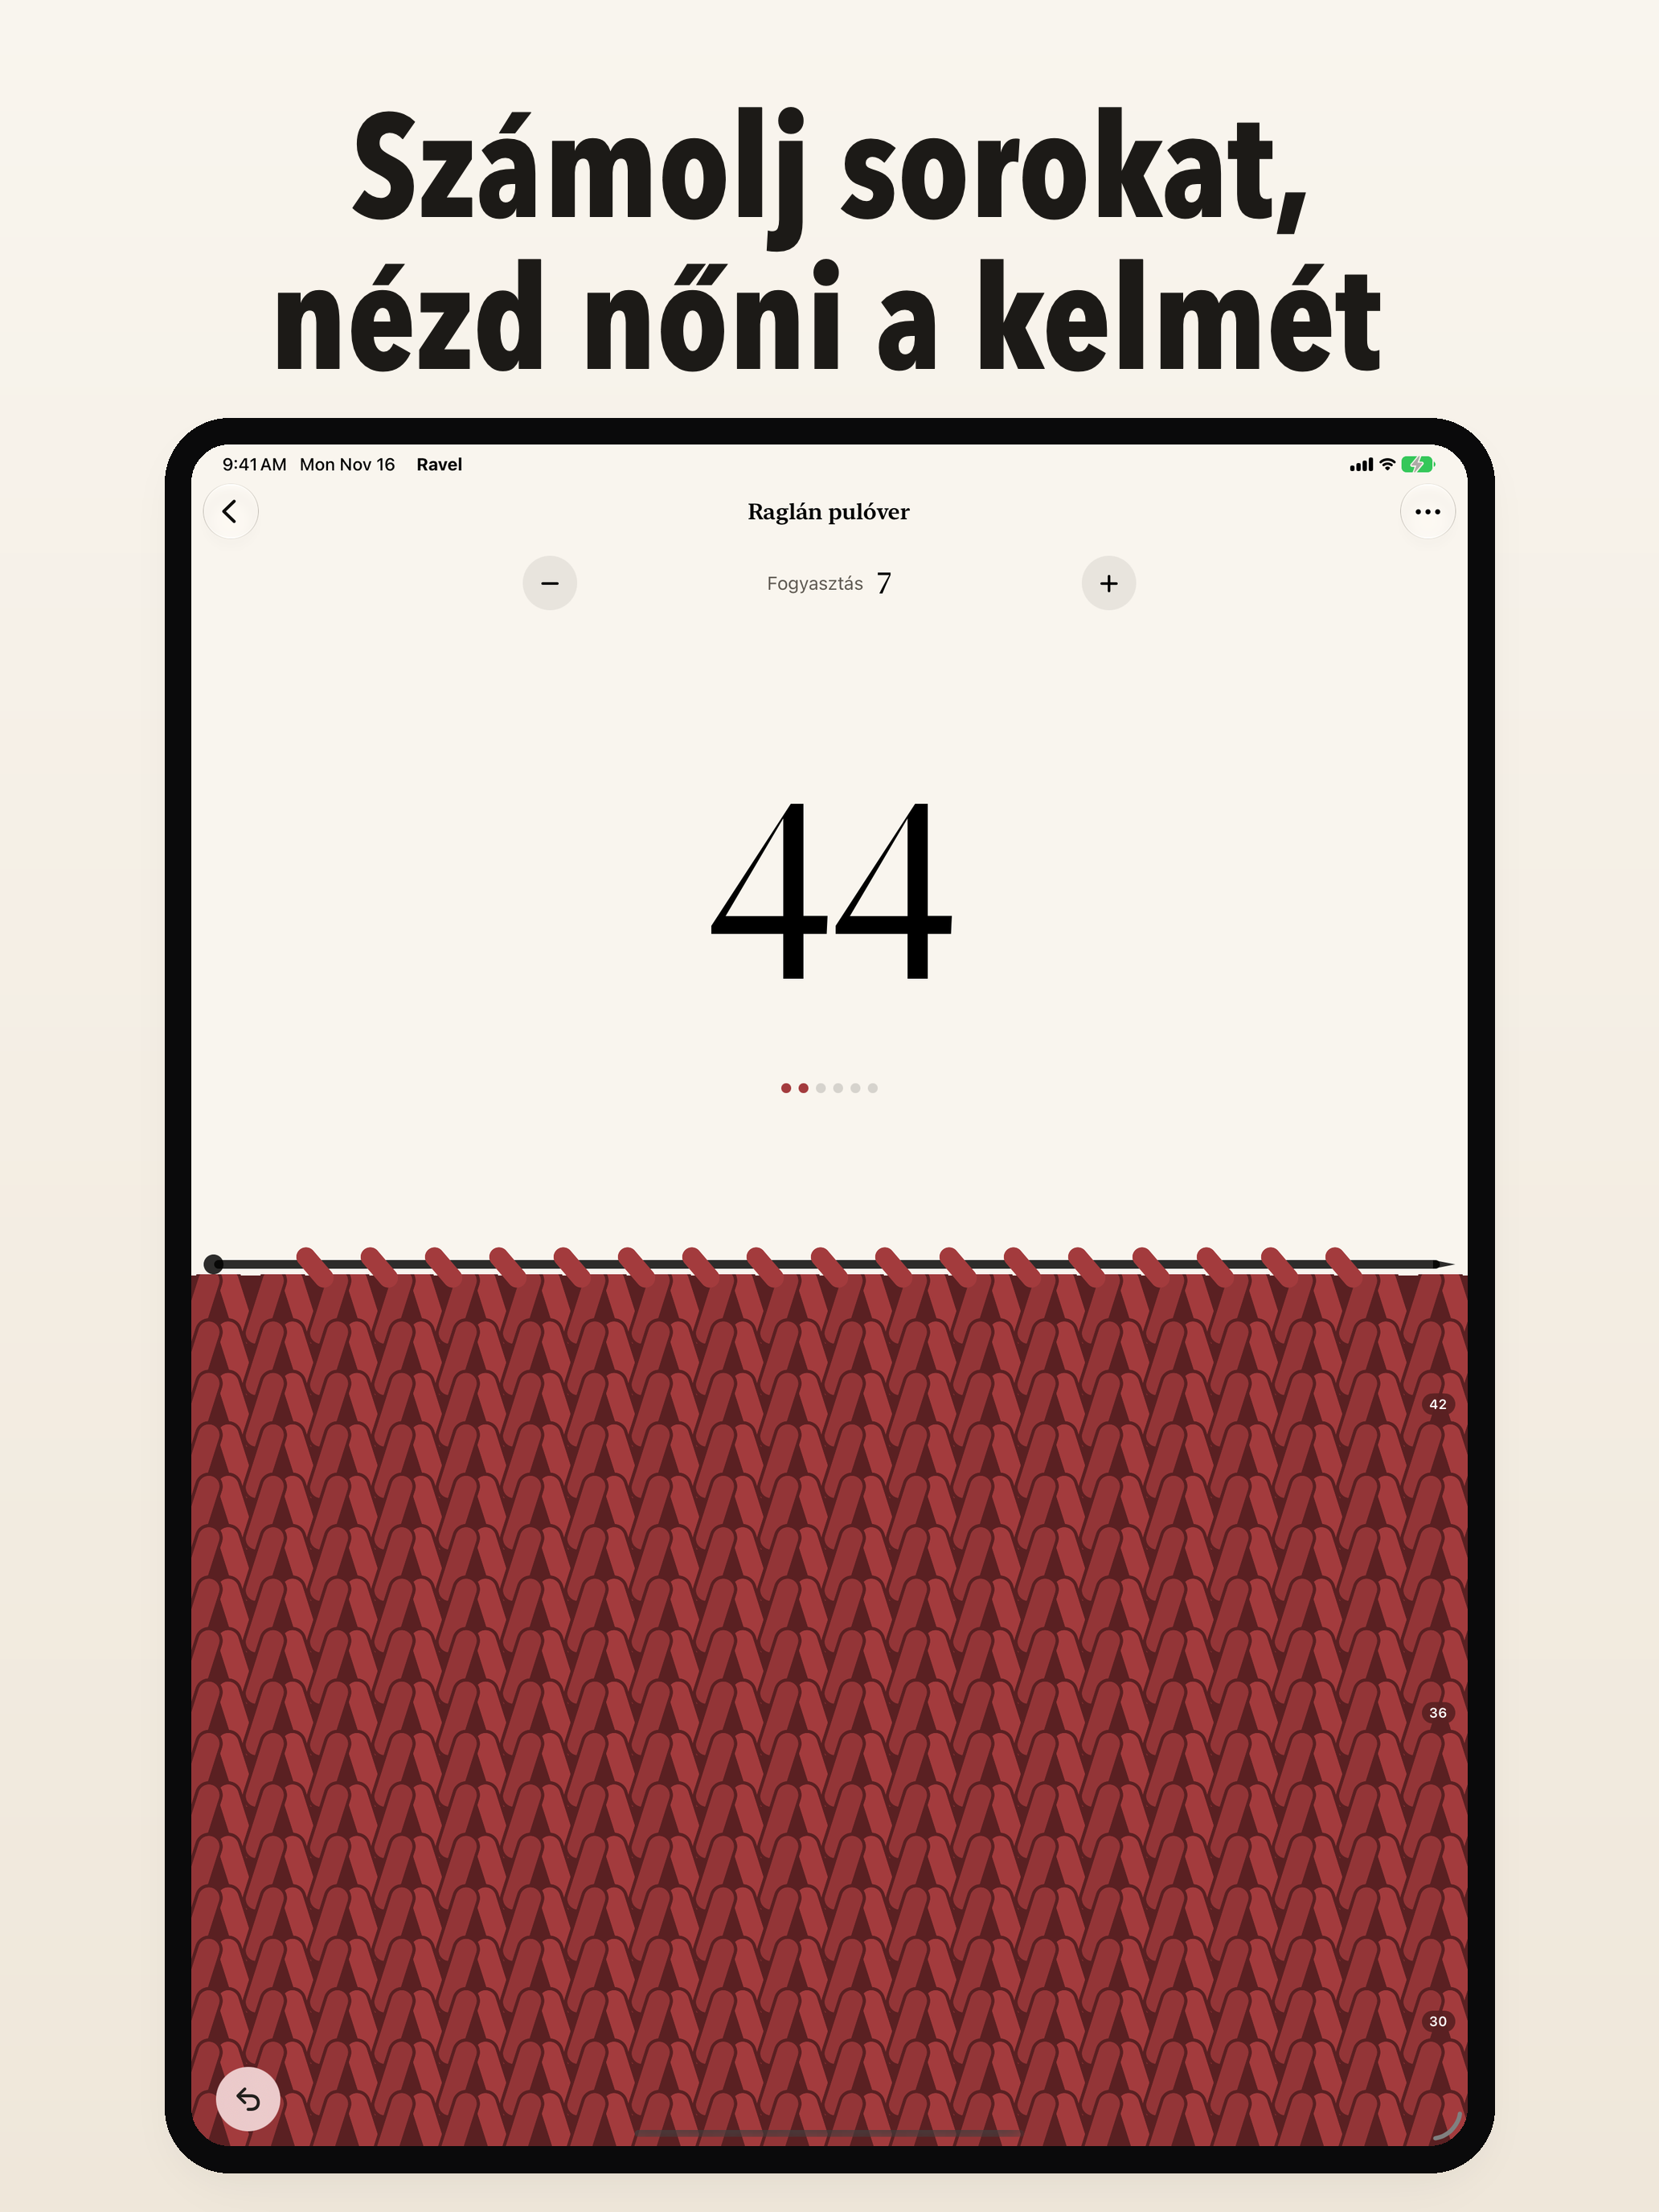 Számolj sorokat,
nézd nőni a kelmét
9:41 AM Mon Nov 16 Ravel
Raglán pulóver
Fogyasztás 7
44
42
36
30